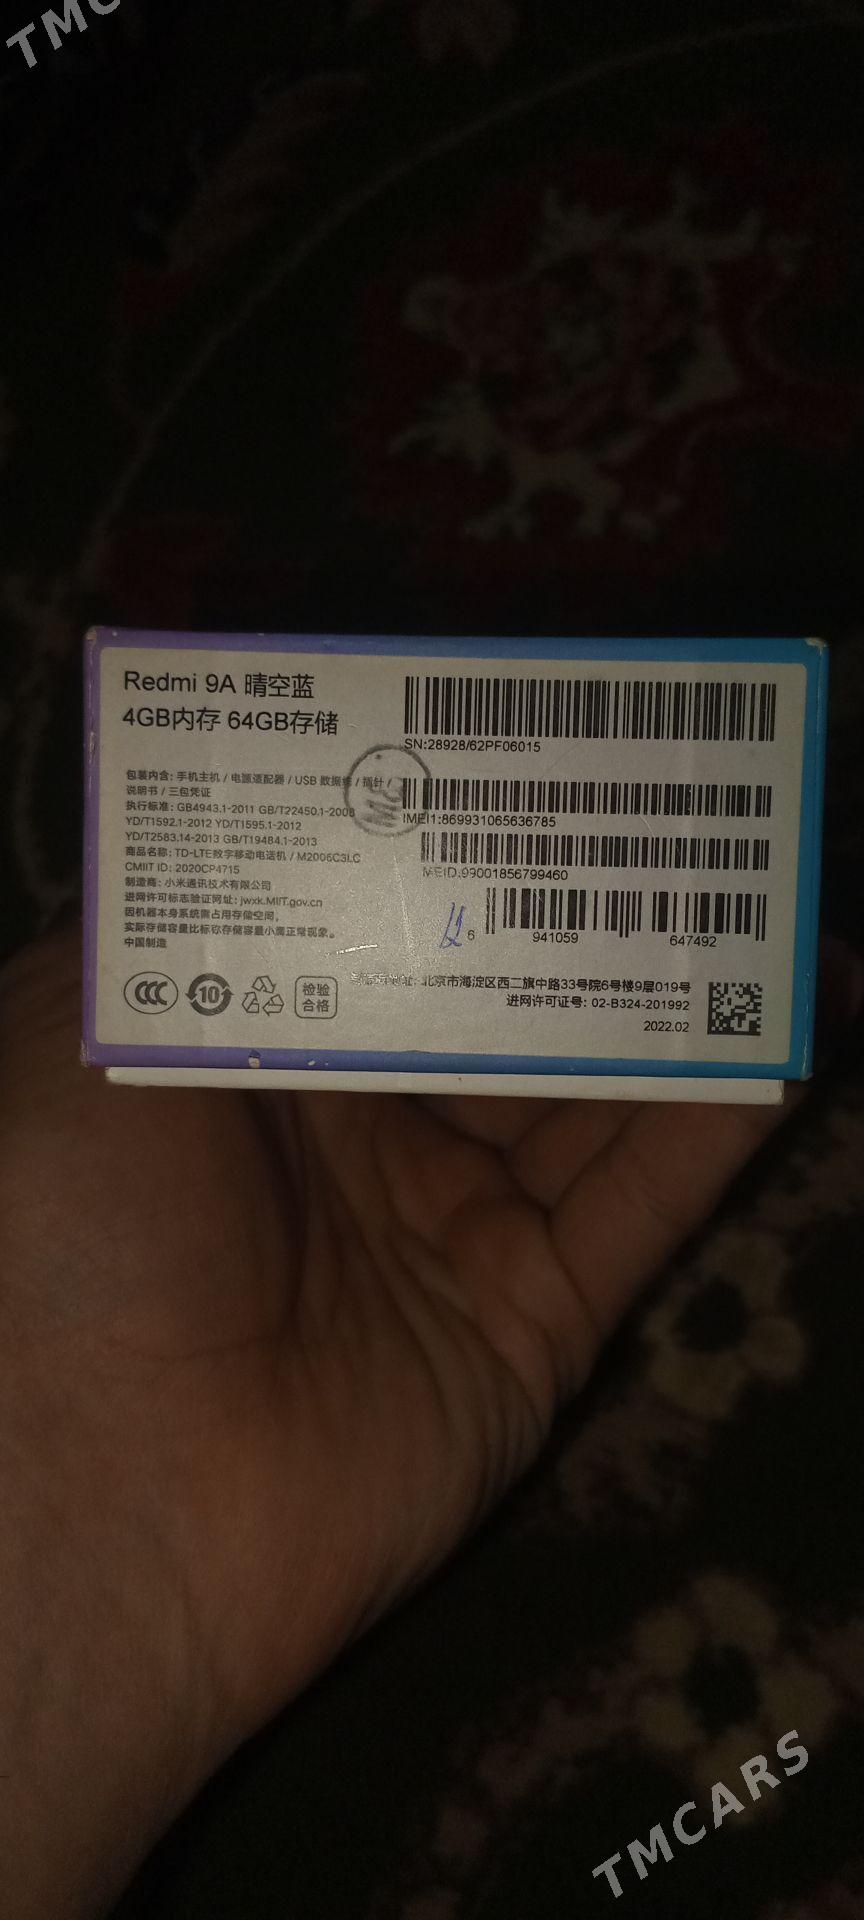 TMC
Redmi 9A 晴空蓝
4GB内存 64GB存储
SN:28928/62PF06015
包装内含: 手机主机 / 电源适配器 / USB 数据线 / 插针 /
说明书 / 三包凭证
执行标准: GB4943.1-2011 GB/T22450.1-2008
YD/T1592.1-2012 YD/T1595.1-2012
YD/T2583.14-2013 GB/T19484.1-2013
商品名称: TD-LTE数字移动电话机 / M2006C3LC
CMIIT ID: 2020CP4715
制造商: 小米通讯技术有限公司
进网许可标志验证网址: jwxk.MIIT.gov.cn
因机器本身系统需占用存储空间,
实际存储容量比标称存储容量小属正常现象。
中国制造
IMEI1:869931065636785
MEID:99001856799460
6 941059 647492
CCC
10
检验
合格
地址: 北京市海淀区西二旗中路33号院6号楼9层019号
进网许可证号: 02-B324-201992
2022.02
TMCARS